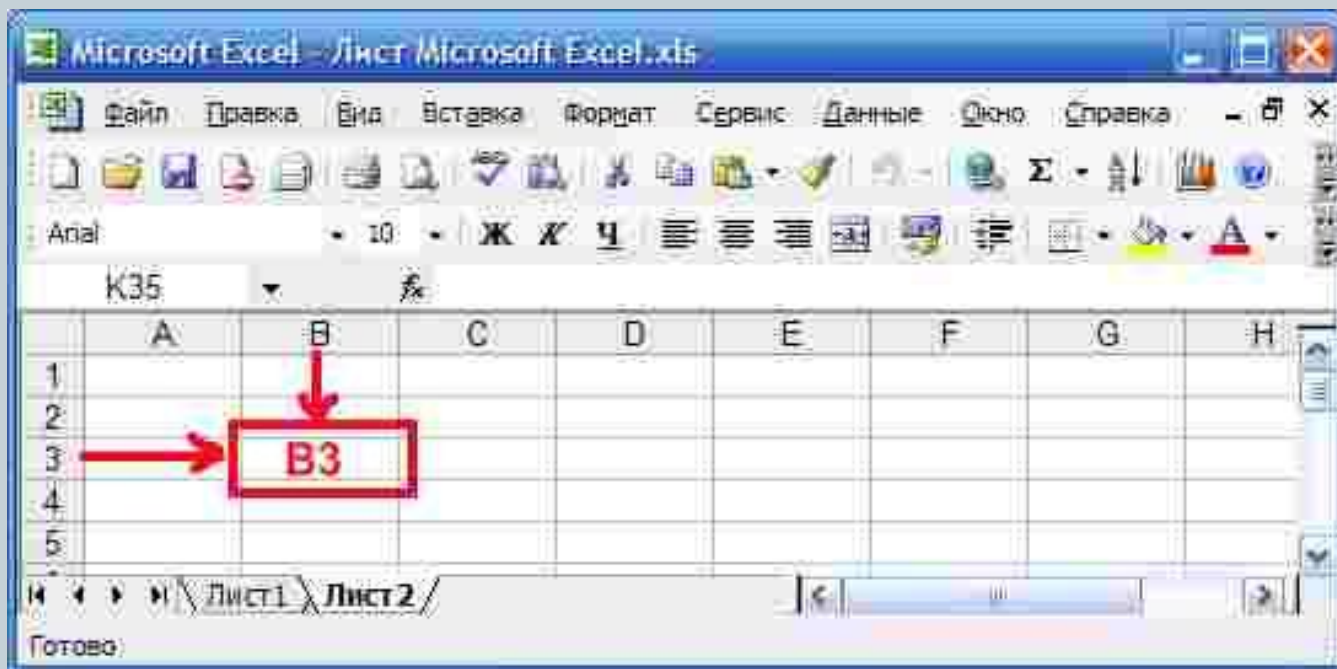 Microsoft Excel - Лист Microsoft Excel.xls
Файл Правка Вид Вставка Формат Сервис Данные Окно Справка
Arial 10 Ж К Ч A
K35 fx
A B C D E F G H
1
2
3 B3
4
5
Лист1 Лист2
Готово